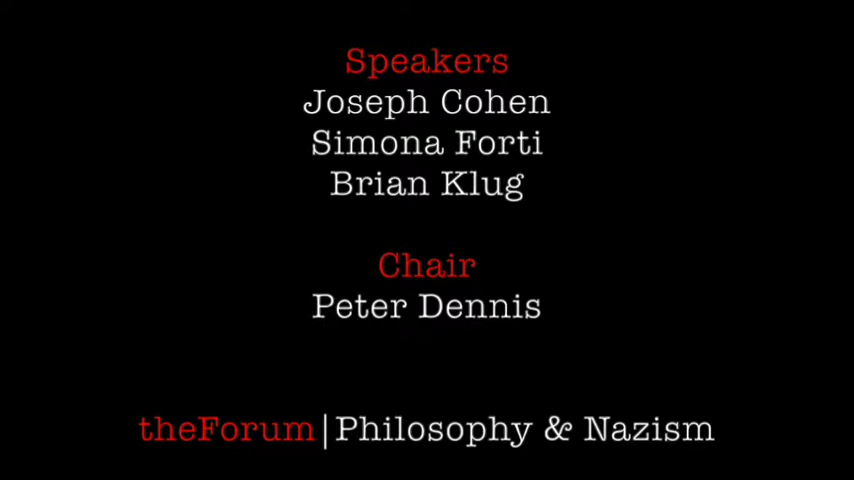 Speakers
Joseph Cohen
Simona Forti
Brian Klug
Chair
Peter Dennis
theForum|Philosophy & Nazism